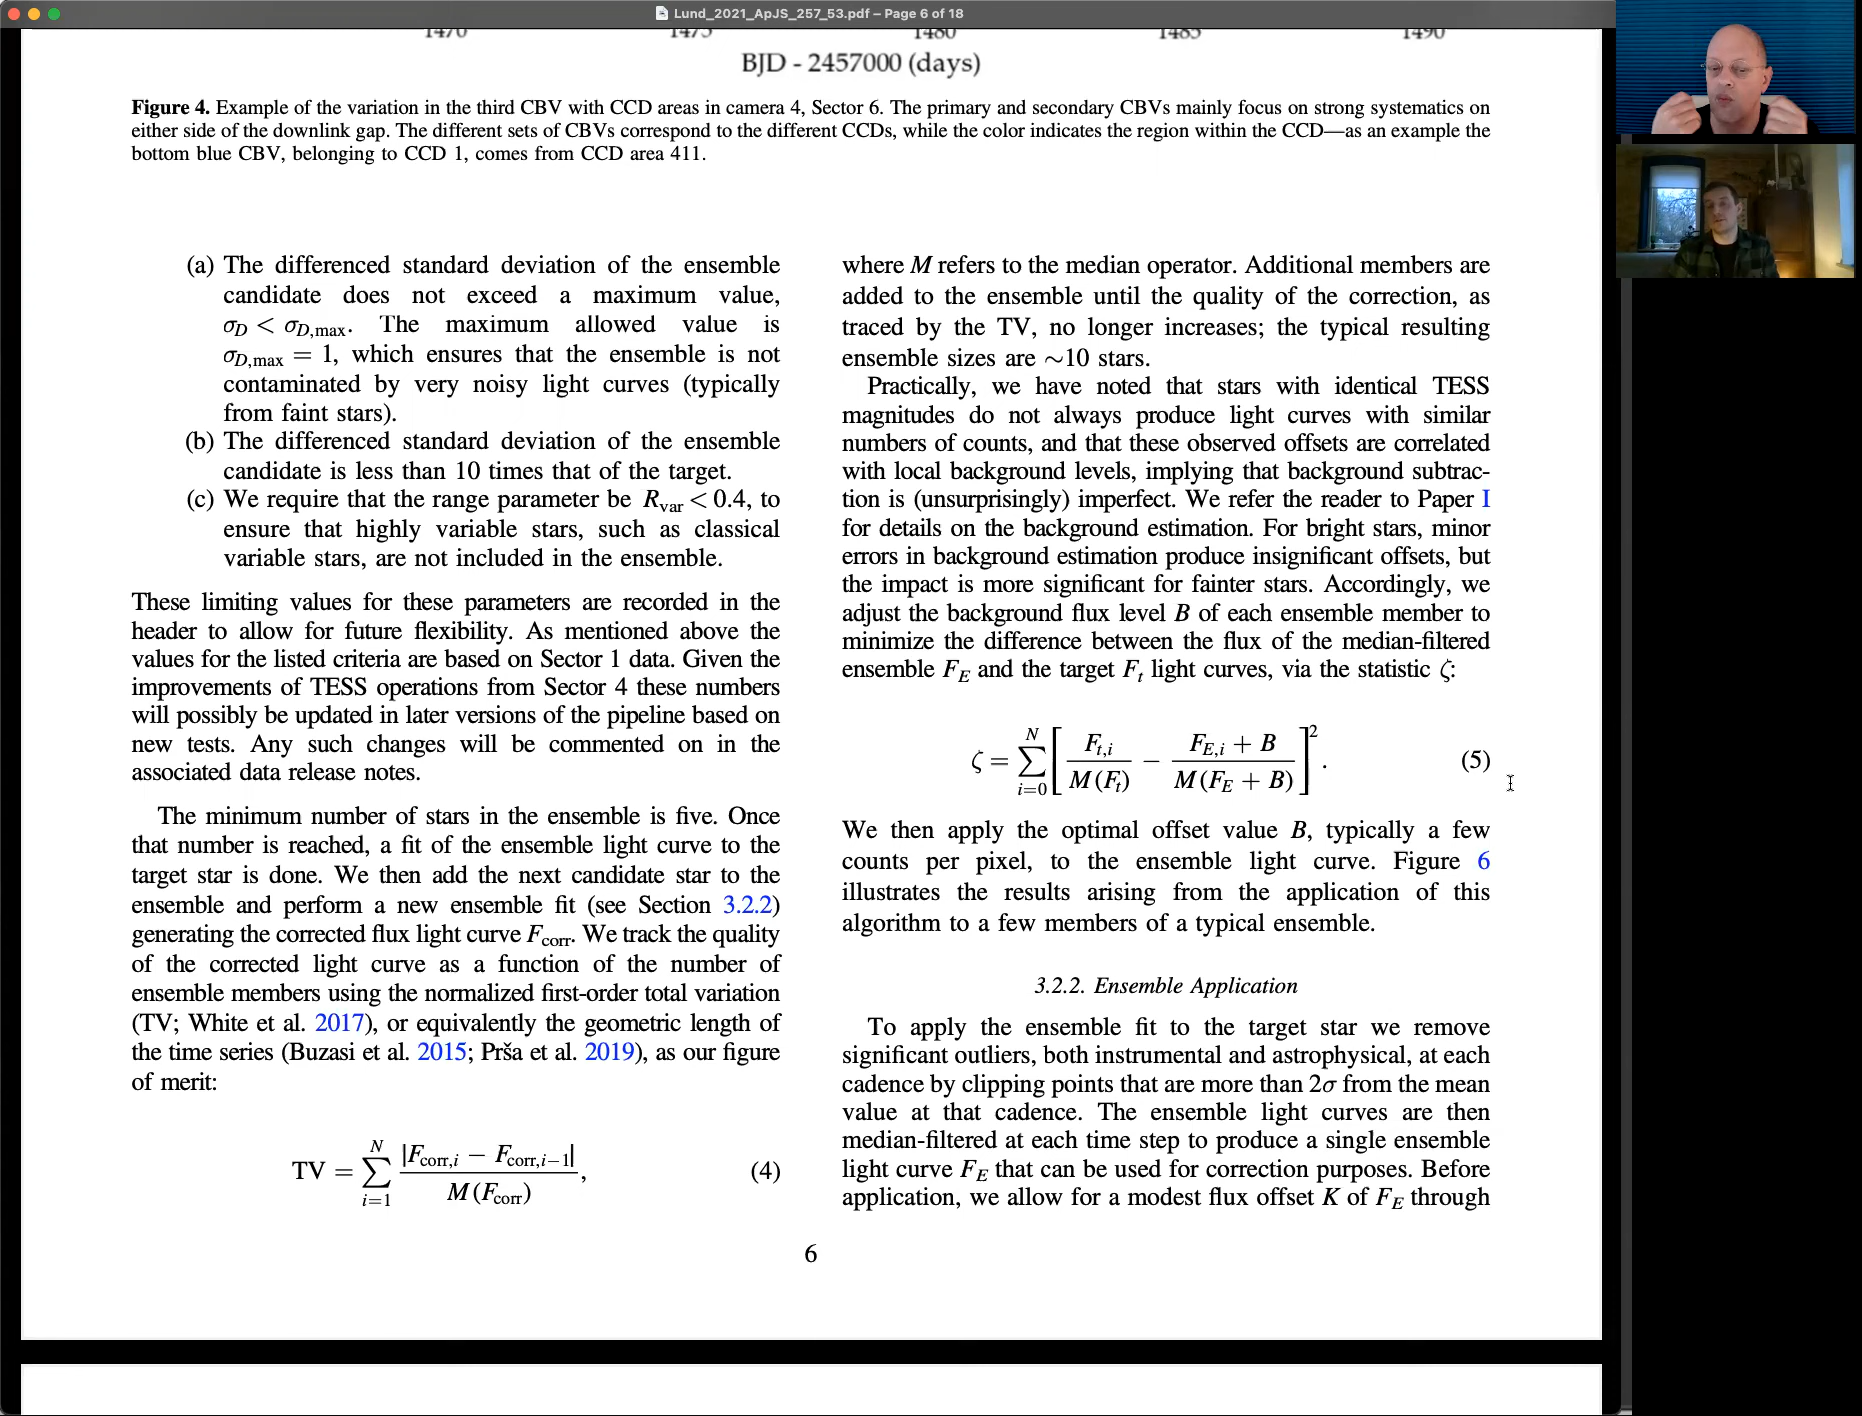 Lund_2021_ApJS_257_53.pdf – Page 6 of 18
1470 1475 1480 1485 1490
BJD - 2457000 (days)
Figure 4. Example of the variation in the third CBV with CCD areas in camera 4, Sector 6. The primary and secondary CBVs mainly focus on strong systematics on
either side of the downlink gap. The different sets of CBVs correspond to the different CCDs, while the color indicates the region within the CCD—as an example the
bottom blue CBV, belonging to CCD 1, comes from CCD area 411.
(a) The differenced standard deviation of the ensemble
candidate does not exceed a maximum value,
σD < σD,max. The maximum allowed value is
σD,max = 1, which ensures that the ensemble is not
contaminated by very noisy light curves (typically
from faint stars).
(b) The differenced standard deviation of the ensemble
candidate is less than 10 times that of the target.
(c) We require that the range parameter be Rvar < 0.4, to
ensure that highly variable stars, such as classical
variable stars, are not included in the ensemble.
These limiting values for these parameters are recorded in the
header to allow for future flexibility. As mentioned above the
values for the listed criteria are based on Sector 1 data. Given the
improvements of TESS operations from Sector 4 these numbers
will possibly be updated in later versions of the pipeline based on
new tests. Any such changes will be commented on in the
associated data release notes.
The minimum number of stars in the ensemble is five. Once
that number is reached, a fit of the ensemble light curve to the
target star is done. We then add the next candidate star to the
ensemble and perform a new ensemble fit (see Section 3.2.2)
generating the corrected flux light curve Fcorr. We track the quality
of the corrected light curve as a function of the number of
ensemble members using the normalized first-order total variation
(TV; White et al. 2017), or equivalently the geometric length of
the time series (Buzasi et al. 2015; Prša et al. 2019), as our figure
of merit:
TV = ∑_{i=1}^{N} |Fcorr,i − Fcorr,i−1| / M(Fcorr), (4)
where M refers to the median operator. Additional members are
added to the ensemble until the quality of the correction, as
traced by the TV, no longer increases; the typical resulting
ensemble sizes are ~10 stars.
Practically, we have noted that stars with identical TESS
magnitudes do not always produce light curves with similar
numbers of counts, and that these observed offsets are correlated
with local background levels, implying that background subtrac-
tion is (unsurprisingly) imperfect. We refer the reader to Paper I
for details on the background estimation. For bright stars, minor
errors in background estimation produce insignificant offsets, but
the impact is more significant for fainter stars. Accordingly, we
adjust the background flux level B of each ensemble member to
minimize the difference between the flux of the median-filtered
ensemble FE and the target Ft light curves, via the statistic ζ:
ζ = ∑_{i=0}^{N} [ Ft,i / M(Ft) − (FE,i + B) / M(FE + B) ]². (5)
We then apply the optimal offset value B, typically a few
counts per pixel, to the ensemble light curve. Figure 6
illustrates the results arising from the application of this
algorithm to a few members of a typical ensemble.
3.2.2. Ensemble Application
To apply the ensemble fit to the target star we remove
significant outliers, both instrumental and astrophysical, at each
cadence by clipping points that are more than 2σ from the mean
value at that cadence. The ensemble light curves are then
median-filtered at each time step to produce a single ensemble
light curve FE that can be used for correction purposes. Before
application, we allow for a modest flux offset K of FE through
6